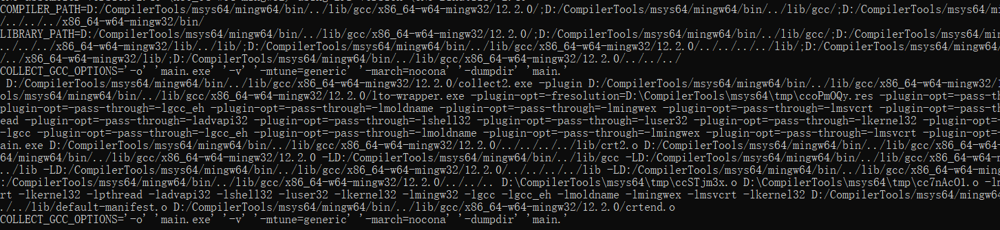 COMPILER_PATH=D:/CompilerTools/msys64/mingw64/bin/../lib/gcc/x86_64-w64-mingw32/12.2.0/;D:/CompilerTools/msys64/mingw64/bin/../lib/gcc/;D:/CompilerTools/msys64/m
/../../../../x86_64-w64-mingw32/bin/
LIBRARY_PATH=D:/CompilerTools/msys64/mingw64/bin/../lib/gcc/x86_64-w64-mingw32/12.2.0/;D:/CompilerTools/msys64/mingw64/bin/../lib/gcc/;D:/CompilerTools/msys64/min
../../../x86_64-w64-mingw32/lib/../lib/;D:/CompilerTools/msys64/mingw64/bin/../lib/gcc/x86_64-w64-mingw32/12.2.0/../../../../lib/;D:/CompilerTools/msys64/mingw64/
/../x86_64-w64-mingw32/lib/;D:/CompilerTools/msys64/mingw64/bin/../lib/gcc/x86_64-w64-mingw32/12.2.0/../../../
COLLECT_GCC_OPTIONS='-o' 'main.exe' '-v' '-mtune=generic' '-march=nocona' '-dumpdir' 'main.'
D:/CompilerTools/msys64/mingw64/bin/../lib/gcc/x86_64-w64-mingw32/12.2.0/collect2.exe -plugin D:/CompilerTools/msys64/mingw64/bin/../lib/gcc/x86_64-w64-mingw32/1
ols/msys64/mingw64/bin/../lib/gcc/x86_64-w64-mingw32/12.2.0/lto-wrapper.exe -plugin-opt=-fresolution=D:\CompilerTools\msys64\tmp\ccoPmOQy.res -plugin-opt=-pass-th
plugin-opt=-pass-through=-lgcc_eh -plugin-opt=-pass-through=-lmoldname -plugin-opt=-pass-through=-lmingwex -plugin-opt=-pass-through=-lmsvcrt -plugin-opt=-pass-th
ead -plugin-opt=-pass-through=-ladvapi32 -plugin-opt=-pass-through=-lshell32 -plugin-opt=-pass-through=-luser32 -plugin-opt=-pass-through=-lkernel32 -plugin-opt=-
-lgcc -plugin-opt=-pass-through=-lgcc_eh -plugin-opt=-pass-through=-lmoldname -plugin-opt=-pass-through=-lmingwex -plugin-opt=-pass-through=-lmsvcrt -plugin-opt=-
ain.exe D:/CompilerTools/msys64/mingw64/bin/../lib/gcc/x86_64-w64-mingw32/12.2.0/../../../../lib/crt2.o D:/CompilerTools/msys64/mingw64/bin/../lib/gcc/x86_64-w64-
64/mingw64/bin/../lib/gcc/x86_64-w64-mingw32/12.2.0 -LD:/CompilerTools/msys64/mingw64/bin/../lib/gcc -LD:/CompilerTools/msys64/mingw64/bin/../lib/gcc/x86_64-w64-m
../lib -LD:/CompilerTools/msys64/mingw64/bin/../lib/gcc/x86_64-w64-mingw32/12.2.0/../../../../lib -LD:/CompilerTools/msys64/mingw64/bin/../lib/gcc/x86_64-w64-ming
:/CompilerTools/msys64/mingw64/bin/../lib/gcc/x86_64-w64-mingw32/12.2.0/../../.. D:\CompilerTools\msys64\tmp\ccSTjm3x.o D:\CompilerTools\msys64\tmp\cc7nAcO1.o -lm
rt -lkernel32 -lpthread -ladvapi32 -lshell32 -luser32 -lkernel32 -lmingw32 -lgcc -lgcc_eh -lmoldname -lmingwex -lmsvcrt -lkernel32 D:/CompilerTools/msys64/mingw64
./../lib/default-manifest.o D:/CompilerTools/msys64/mingw64/bin/../lib/gcc/x86_64-w64-mingw32/12.2.0/crtend.o
COLLECT_GCC_OPTIONS='-o' 'main.exe' '-v' '-mtune=generic' '-march=nocona' '-dumpdir' 'main.'